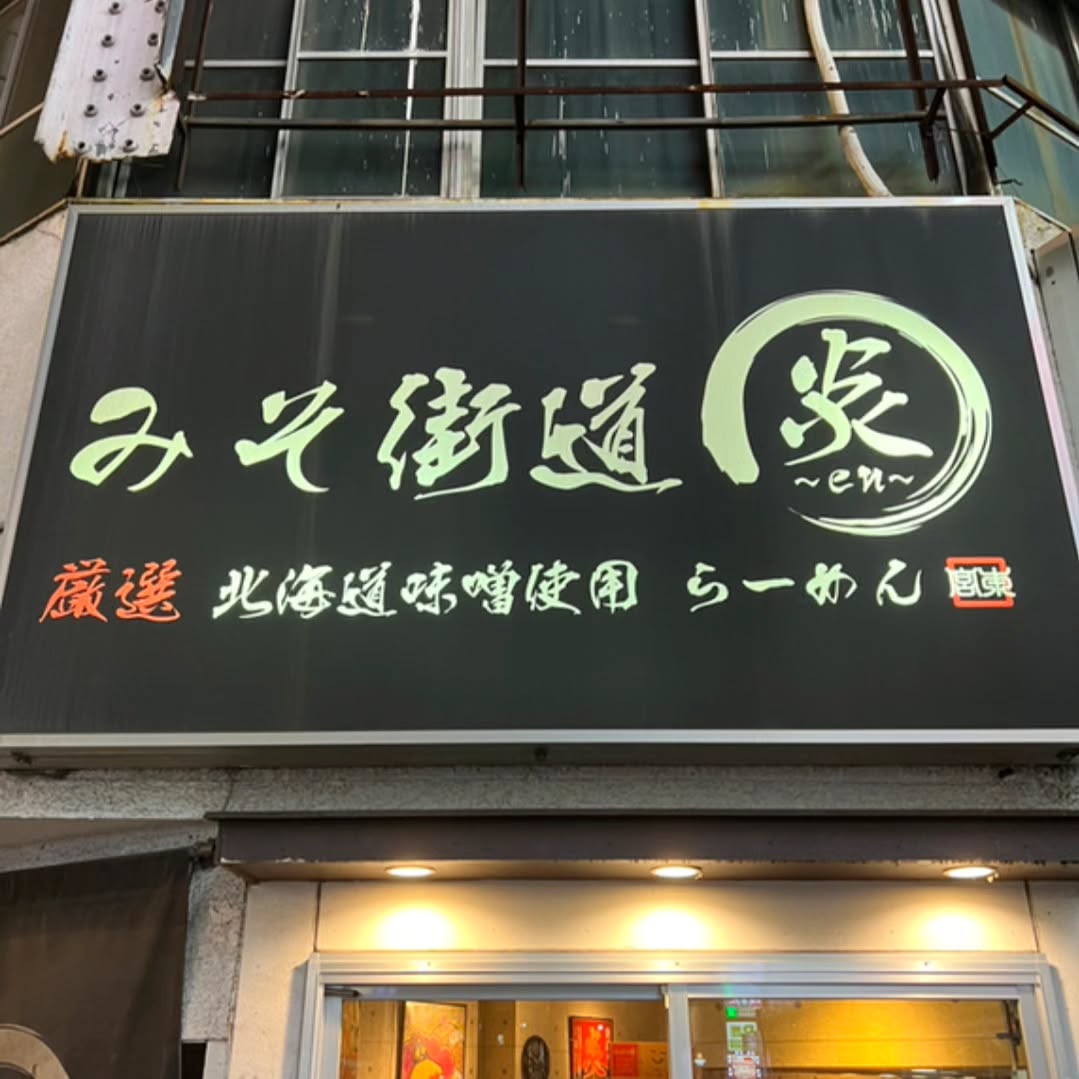 みそ街道 炎
~en~
厳選 北海道味噌使用 らーめん